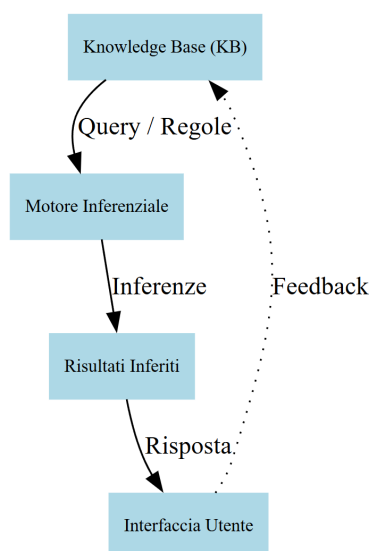 Knowledge Base (KB)
Query / Regole
Motore Inferenziale
Inferenze
Feedback
Risultati Inferiti
Risposta
Interfaccia Utente